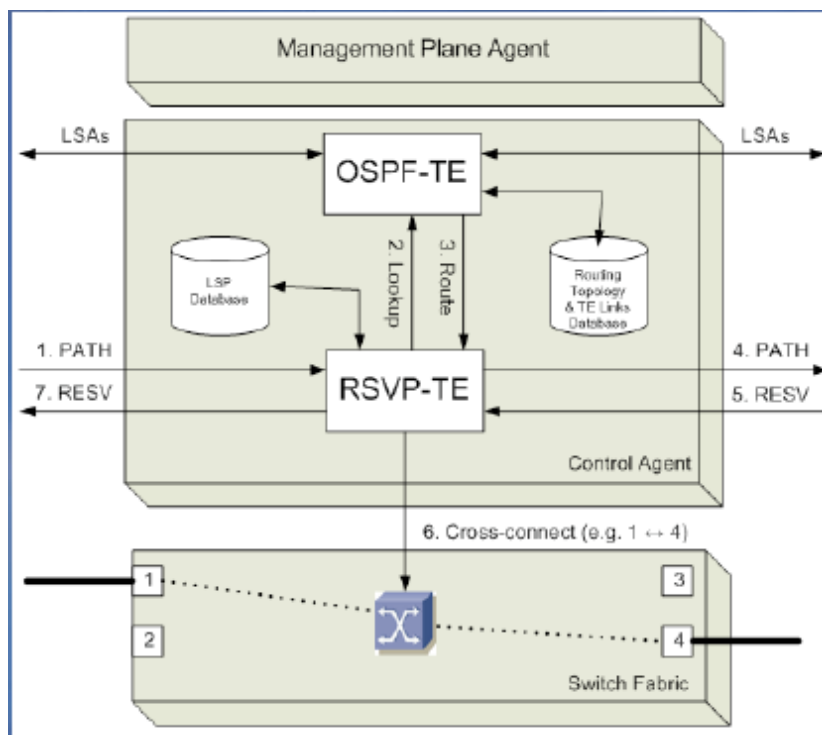 Management Plane Agent
LSAs
LSAs
OSPF-TE
2. Lookup
3. Route
LSP
Database
Routing
Topology
& TE Links
Database
1. PATH
4. PATH
7. RESV
RSVP-TE
5. RESV
Control Agent
6. Cross-connect (e.g. 1 ↔ 4)
1
3
2
4
Switch Fabric